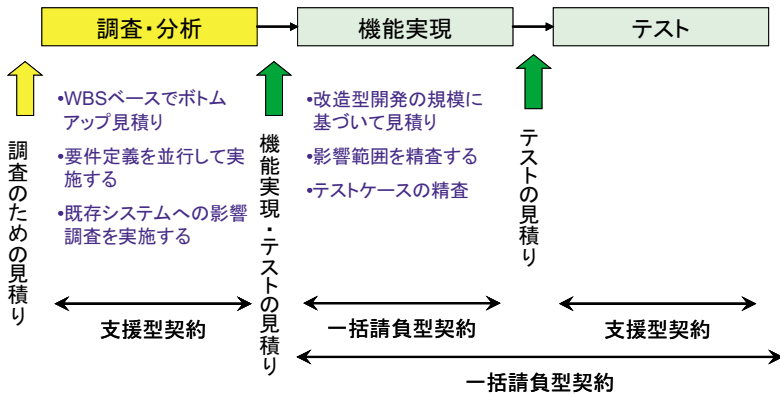 調査・分析
機能実現
テスト
•WBSベースでボトム
アップ見積り
•要件定義を並行して実
施する
•既存システムへの影響
調査を実施する
•改造型開発の規模に
基づいて見積り
•影響範囲を精査する
•テストケースの精査
調査のための見積り
機能実現・テストの見積り
テストの見積り
支援型契約
一括請負型契約
支援型契約
一括請負型契約